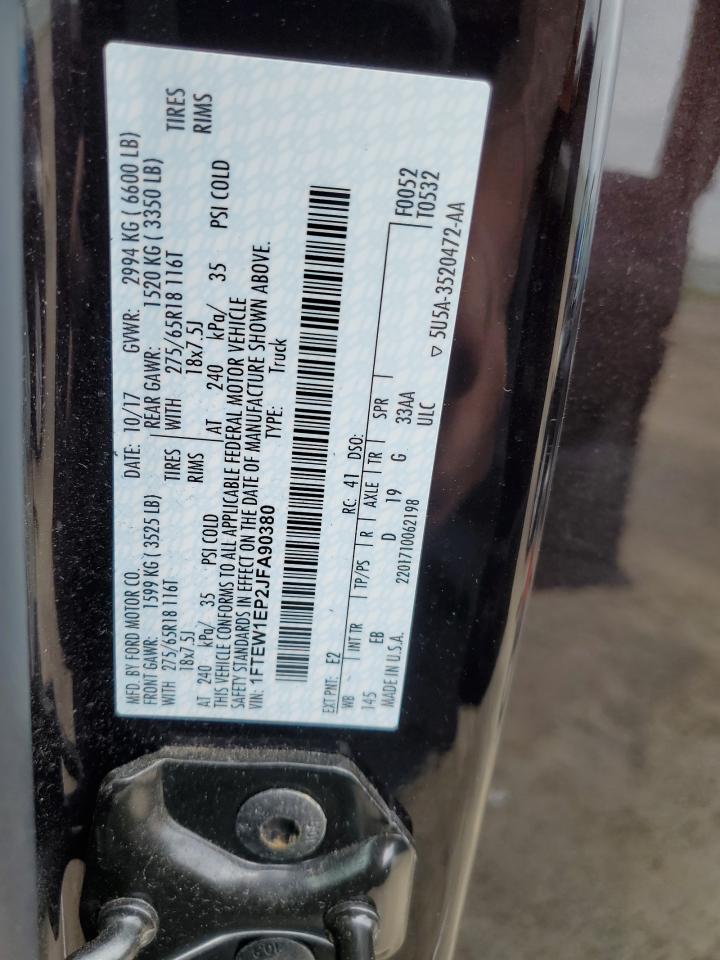 MFD. BY FORD MOTOR CO. DATE: 10/17 GVWR: 2994 KG ( 6600 LB)
FRONT GAWR: 1599 KG ( 3525 LB) REAR GAWR: 1520 KG ( 3350 LB)
WITH 275/65R18 116T TIRES WITH 275/65R18 116T TIRES
18x7.5J RIMS 18x7.5J RIMS
AT 240 kPa/ 35 PSI COLD AT 240 kPa/ 35 PSI COLD
THIS VEHICLE CONFORMS TO ALL APPLICABLE FEDERAL MOTOR VEHICLE
SAFETY STANDARDS IN EFFECT ON THE DATE OF MANUFACTURE SHOWN ABOVE.
VIN: 1FTEW1EP2JFA90380 TYPE: Truck
EXT PNT: E2 RC: 41 DSO: F0052
WB INT TR TP/PS R AXLE TR SPR T0532
145 EB D 19 G 33AA
MADE IN U.S.A. 2201710062198 ULC ▽ 5U5A-3520472-AA